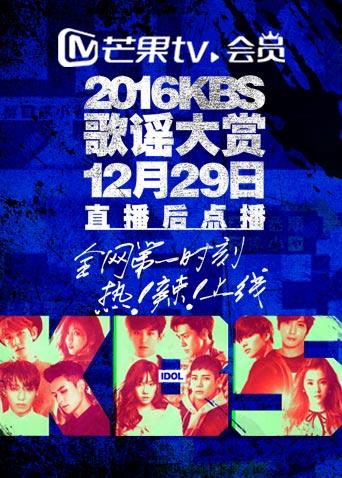 芒果tv.会员
2016KBS
歌谣大赏
12月29日
直播后点播
全网第一时刻
热!辣!上线
KBS
IDOL